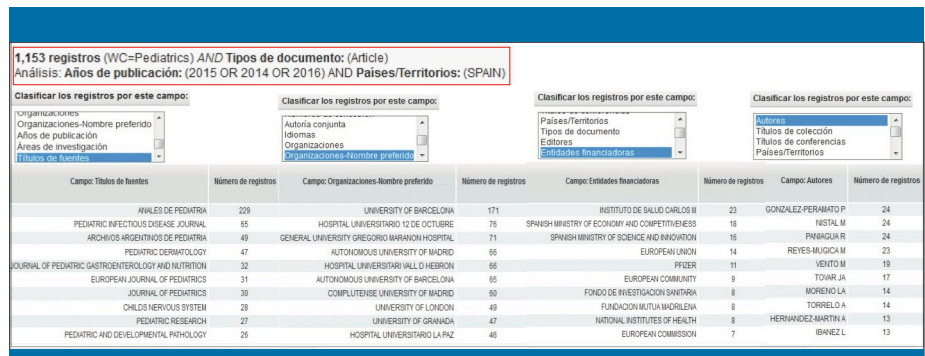 1,153 registros (WC=Pediatrics) AND Tipos de documento: (Article)
Análisis: Años de publicación: (2015 OR 2014 OR 2016) AND Países/Territorios: (SPAIN)
Clasificar los registros por este campo:
Organizaciones
Organizaciones-Nombre preferido
Años de publicación
Áreas de investigación
Títulos de fuentes
Clasificar los registros por este campo:
Autoría conjunta
Idiomas
Organizaciones
Organizaciones-Nombre preferido
Clasificar los registros por este campo:
Países/Territorios
Tipos de documento
Editores
Entidades financiadoras
Clasificar los registros por este campo:
Autores
Títulos de colección
Títulos de conferencias
Países/Territorios
Campo: Títulos de fuentes Número de registros Campo: Organizaciones-Nombre preferido Número de registros Campo: Entidades financiadoras Número de registros Campo: Autores Número de registros
ANALES DE PEDIATRIA 229 UNIVERSITY OF BARCELONA 171 INSTITUTO DE SALUD CARLOS III 23 GONZALEZ-PERAMATO P 24
PEDIATRIC INFECTIOUS DISEASE JOURNAL 65 HOSPITAL UNIVERSITARIO 12 DE OCTUBRE 76 SPANISH MINISTRY OF ECONOMY AND COMPETITIVENESS 18 NISTAL M 24
ARCHIVOS ARGENTINOS DE PEDIATRIA 49 GENERAL UNIVERSITY GREGORIO MARANON HOSPITAL 71 SPANISH MINISTRY OF SCIENCE AND INNOVATION 16 PANIAGUA R 24
PEDIATRIC DERMATOLOGY 47 AUTONOMOUS UNIVERSITY OF MADRID 66 EUROPEAN UNION 14 REYES-MUGICA M 23
JOURNAL OF PEDIATRIC GASTROENTEROLOGY AND NUTRITION 32 HOSPITAL UNIVERSITARI VALL D HEBRON 66 PFIZER 11 VENTO M 19
EUROPEAN JOURNAL OF PEDIATRICS 31 AUTONOMOUS UNIVERSITY OF BARCELONA 65 EUROPEAN COMMUNITY 9 TOVAR JA 17
JOURNAL OF PEDIATRICS 30 COMPLUTENSE UNIVERSITY OF MADRID 60 FONDO DE INVESTIGACION SANITARIA 8 MORENO LA 14
CHILDS NERVOUS SYSTEM 28 UNIVERSITY OF LONDON 49 FUNDACION MUTUA MADRILENA 8 TORRELO A 14
PEDIATRIC RESEARCH 27 UNIVERSITY OF GRANADA 47 NATIONAL INSTITUTES OF HEALTH 8 HERNANDEZ-MARTIN A 13
PEDIATRIC AND DEVELOPMENTAL PATHOLOGY 26 HOSPITAL UNIVERSITARIO LA PAZ 46 EUROPEAN COMMISSION 7 IBANEZ L 13